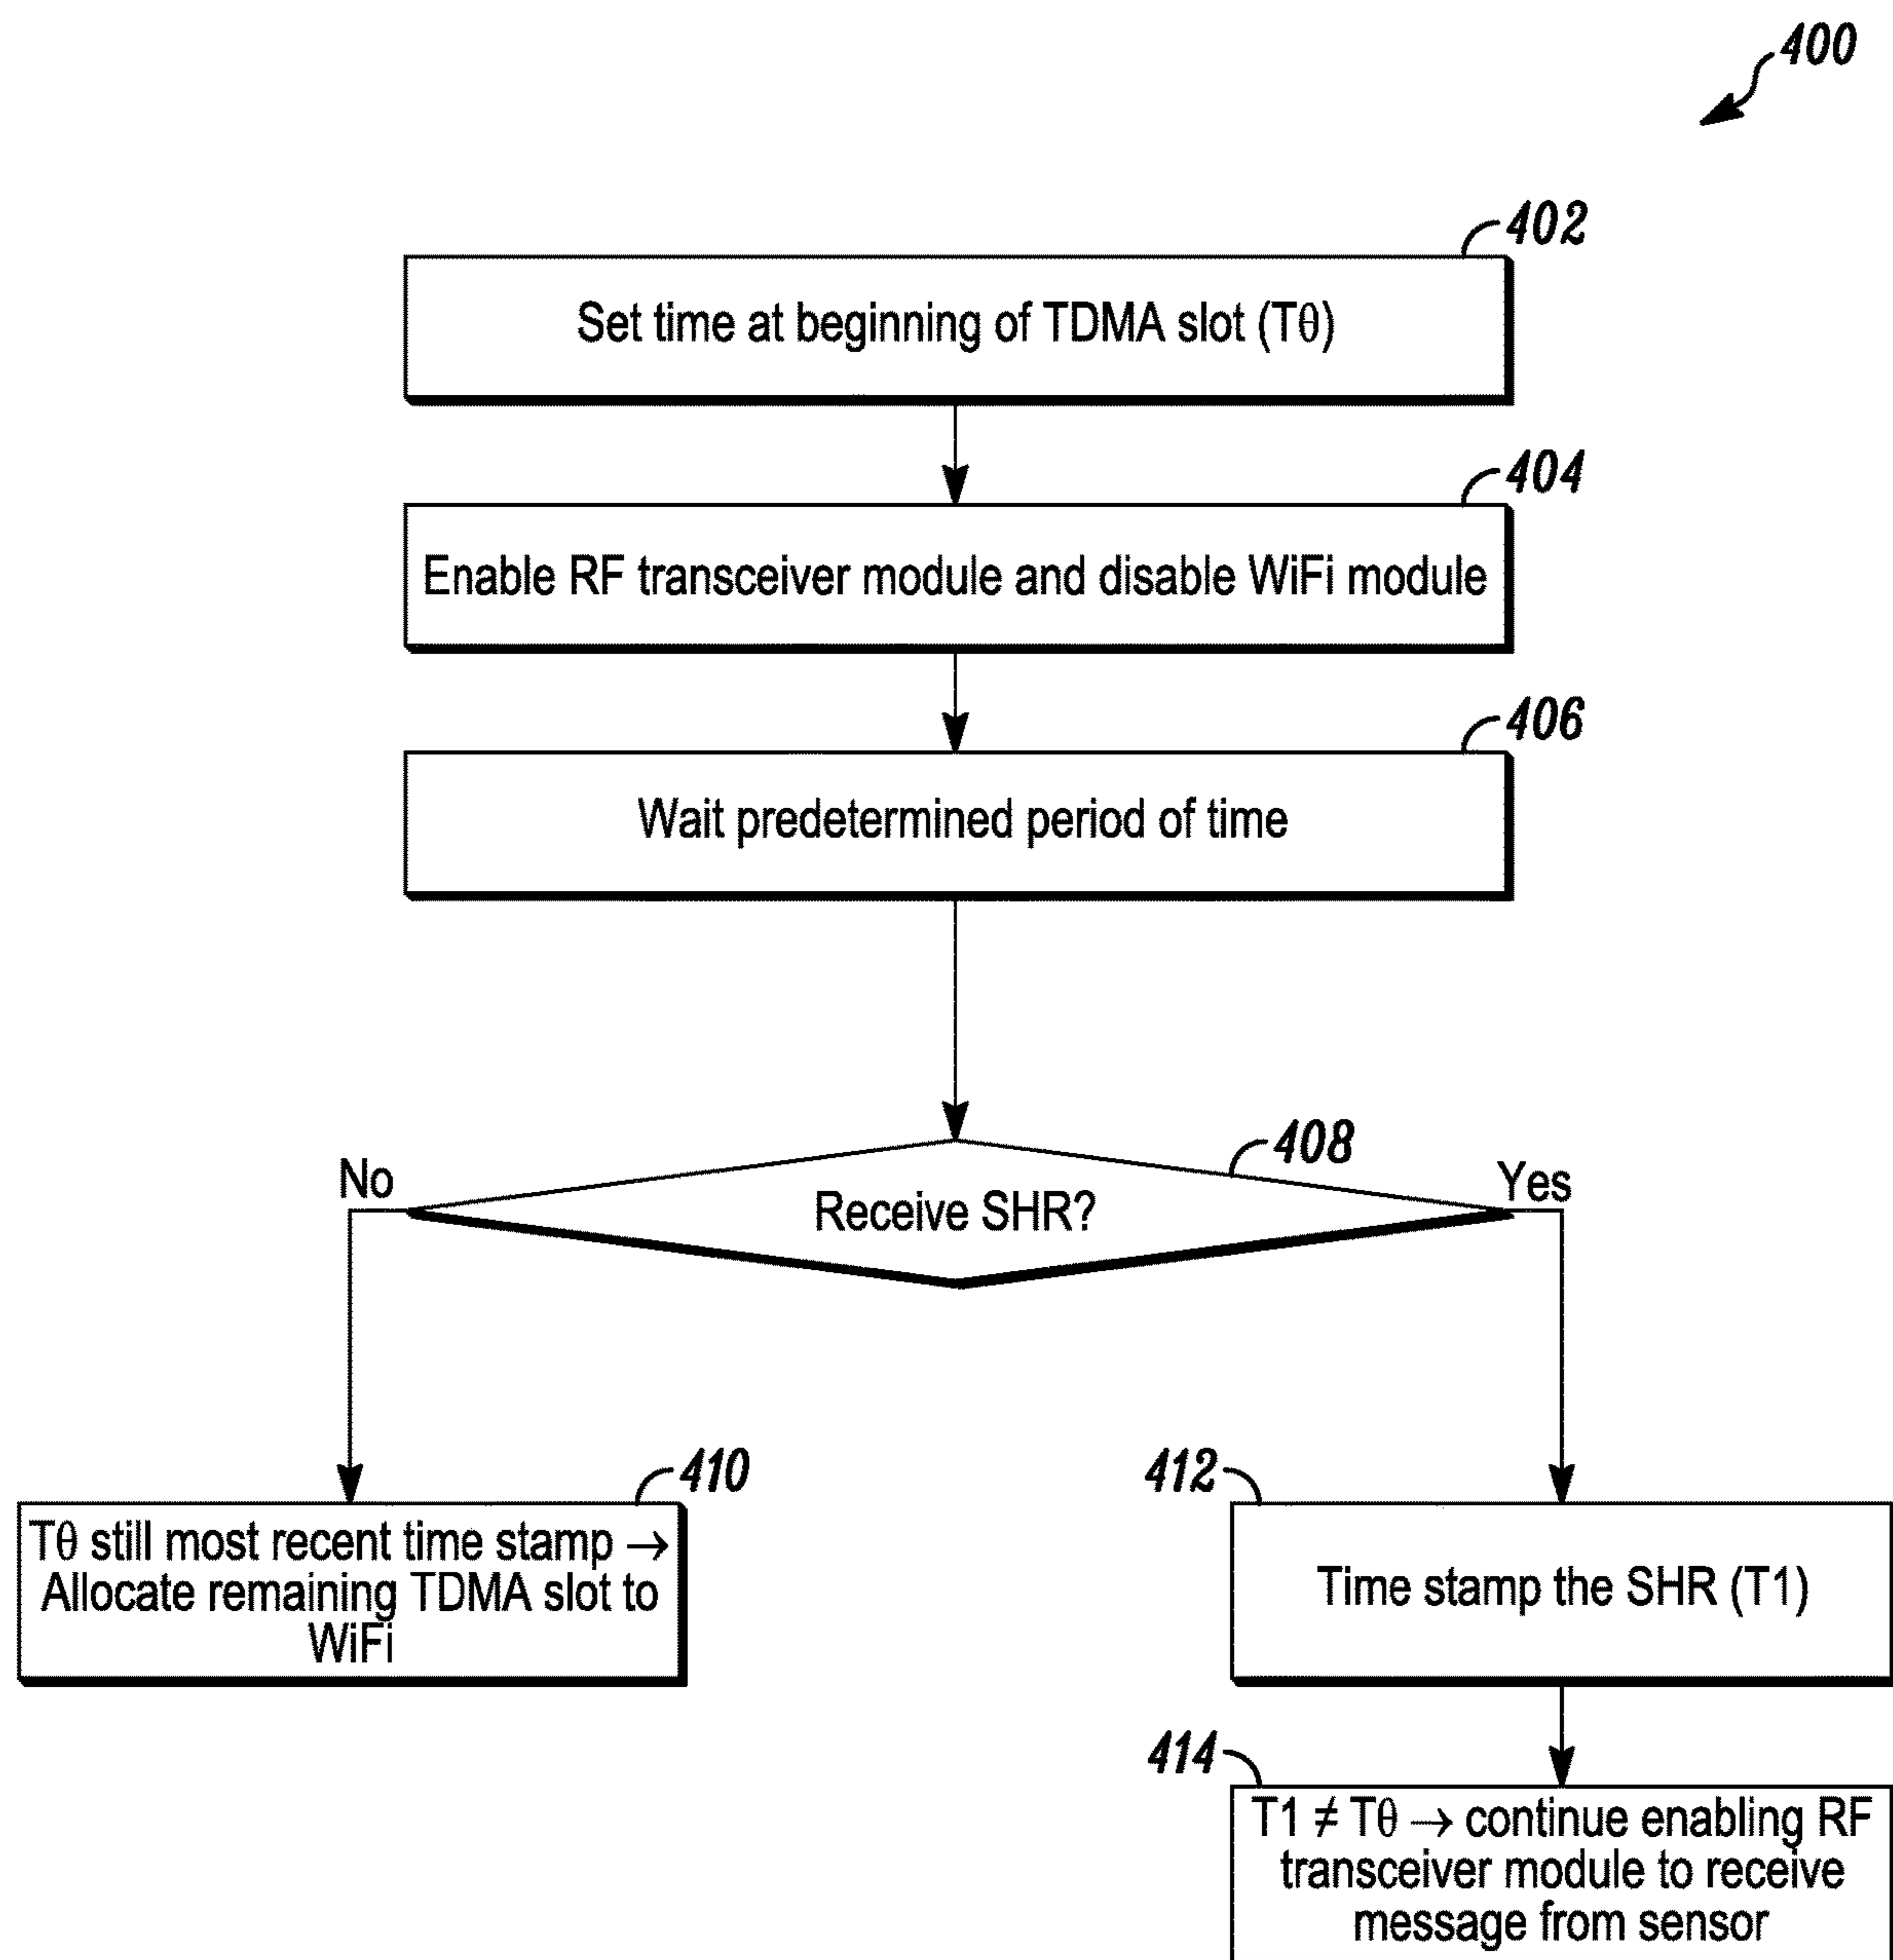 400
402
Set time at beginning of TDMA slot (Tθ)
404
Enable RF transceiver module and disable WiFi module
406
Wait predetermined period of time
408
No
Receive SHR?
Yes
410
Tθ still most recent time stamp →
Allocate remaining TDMA slot to
WiFi
412
Time stamp the SHR (T1)
414
T1 ≠ Tθ → continue enabling RF
transceiver module to receive
message from sensor